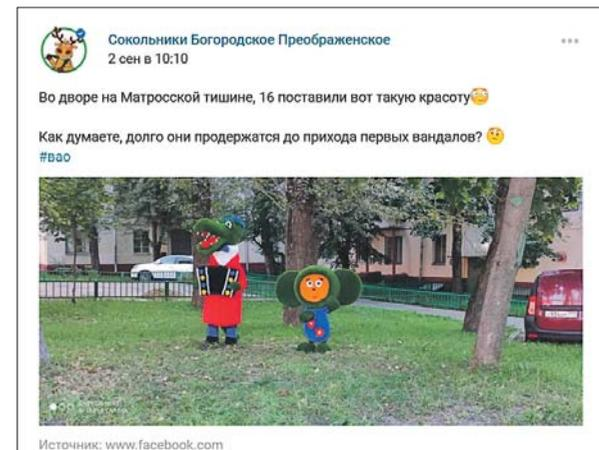 Сокольники Богородское Преображенское
2 сен в 10:10
Во дворе на Матросской тишине, 16 поставили вот такую красоту
Как думаете, долго они продержатся до прихода первых вандалов?
#вао
Источник: www.facebook.com